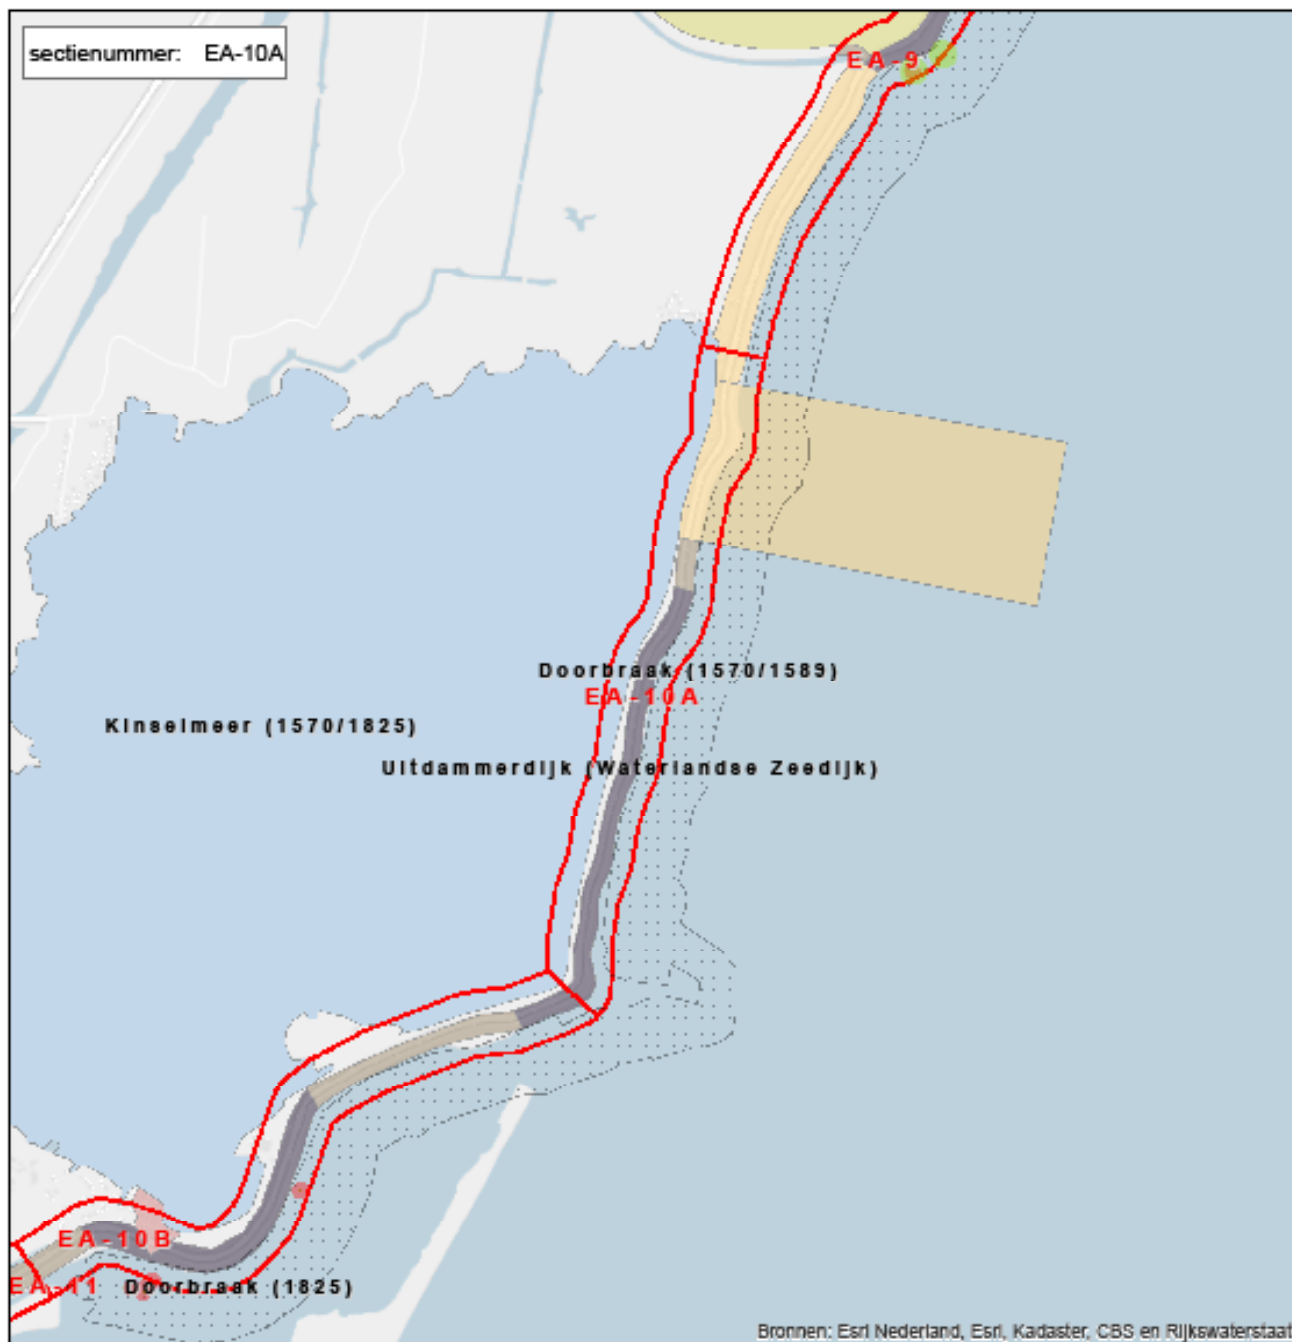 sectienummer: EA-10A
EA-9
Doorbraak (1570/1589)
EA-10A
Kinselmeer (1570/1825)
Uitdammerdijk (Waterlandse Zeedijk)
EA-10B
EA-11 Doorbraak (1825)
Bronnen: Esri Nederland, Esri, Kadaster, CBS en Rijkswaterstaat